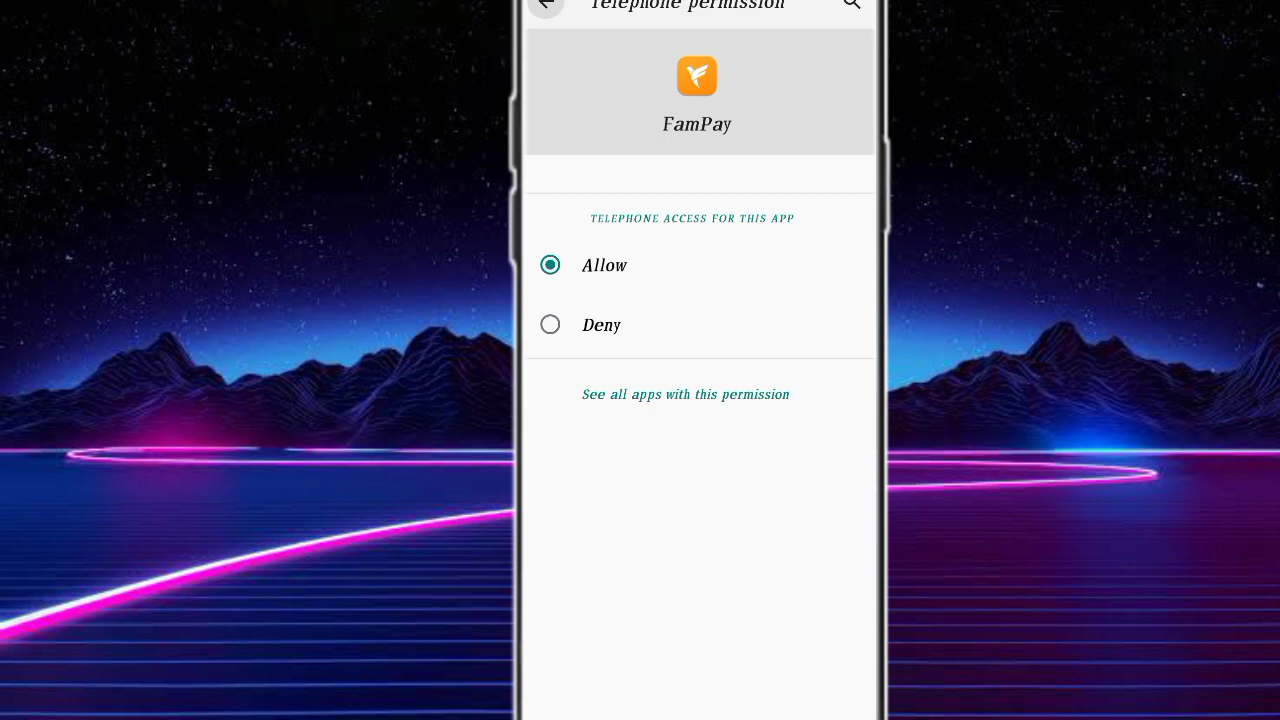 Telephone permission
FamPay
TELEPHONE ACCESS FOR THIS APP
Allow
Deny
See all apps with this permission